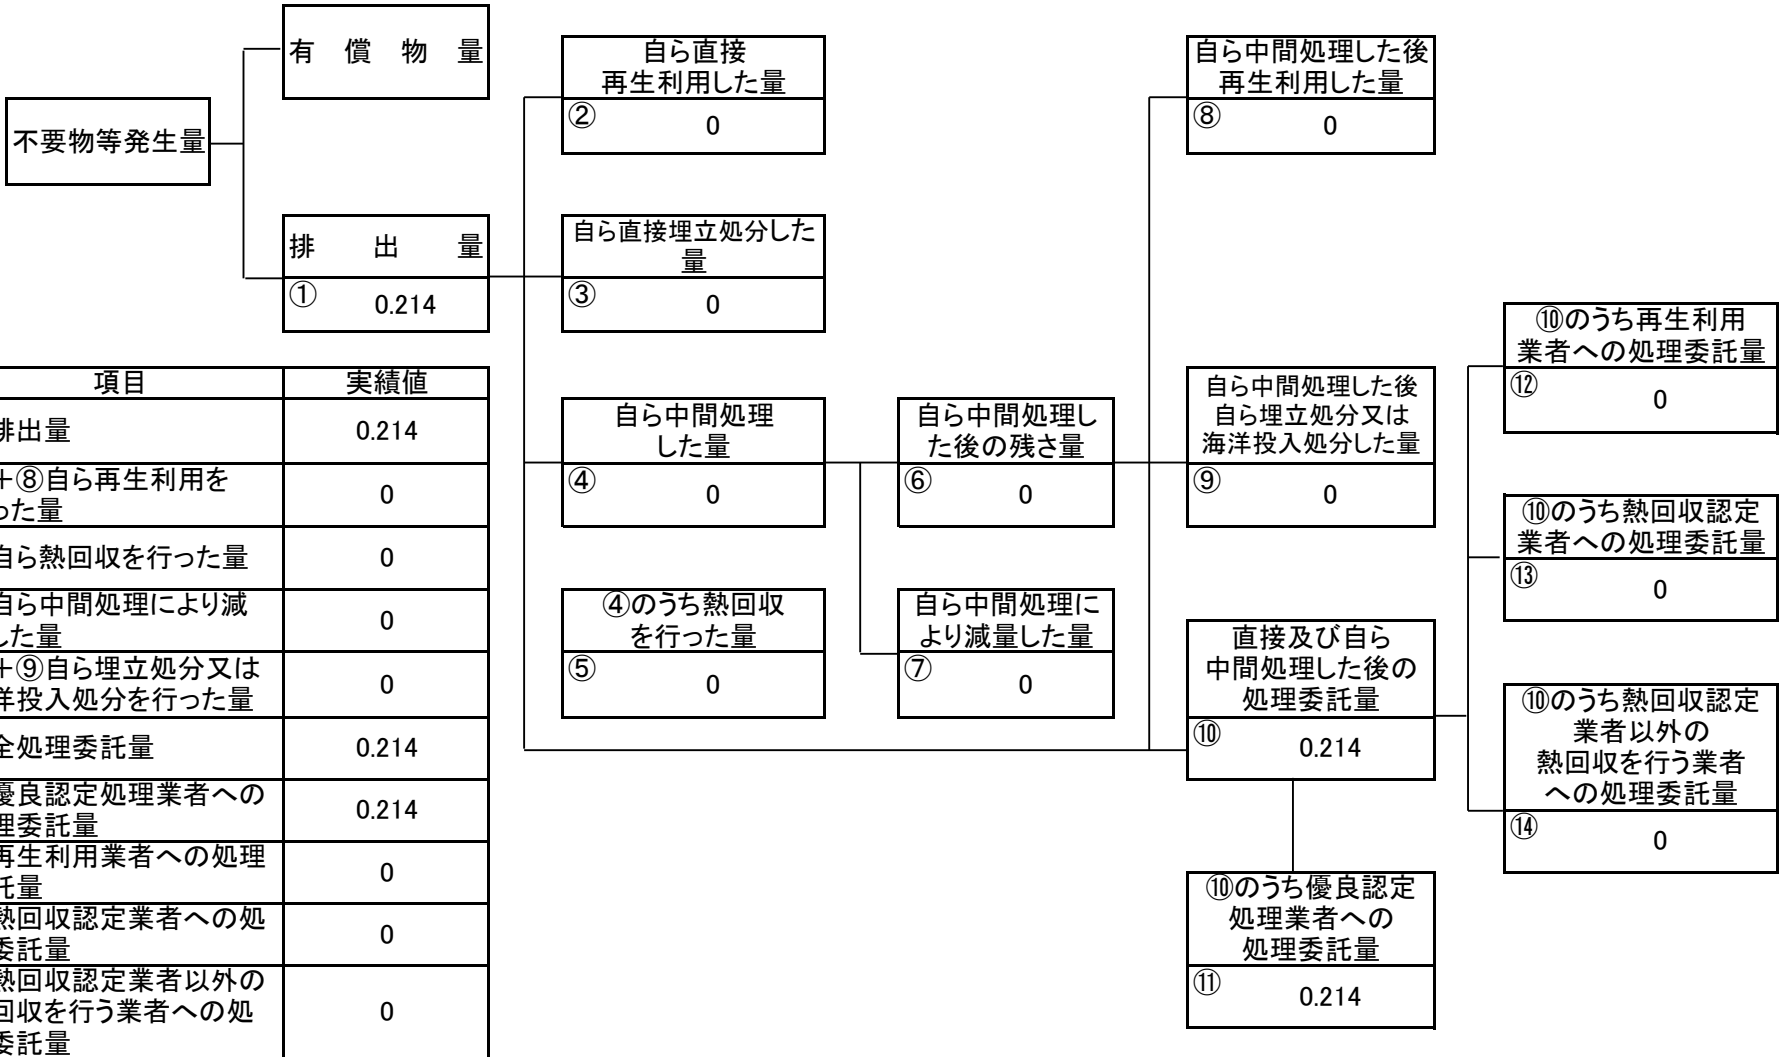 有償物量
不要物等発生量
排出量
① 0.214
自ら直接
再生利用した量
② 0
自ら直接埋立処分した
量
③ 0
自ら中間処理
した量
④ 0
④のうち熱回収
を行った量
⑤ 0
自ら中間処理し
た後の残さ量
⑥ 0
自ら中間処理に
より減量した量
⑦ 0
自ら中間処理した後
再生利用した量
⑧ 0
自ら中間処理した後
自ら埋立処分又は
海洋投入処分した量
⑨ 0
直接及び自ら
中間処理した後の
処理委託量
⑩ 0.214
⑩のうち優良認定
処理業者への
処理委託量
⑪ 0.214
⑩のうち再生利用
業者への処理委託量
⑫ 0
⑩のうち熱回収認定
業者への処理委託量
⑬ 0
⑩のうち熱回収認定
業者以外の
熱回収を行う業者
への処理委託量
⑭ 0
項目 実績値
排出量 0.214
+⑧自ら再生利用を
った量 0
自ら熱回収を行った量 0
自ら中間処理により減
した量 0
+⑨自ら埋立処分又は
洋投入処分を行った量 0
全処理委託量 0.214
優良認定処理業者への
理委託量 0.214
再生利用業者への処理
託量 0
熱回収認定業者への処
委託量 0
熱回収認定業者以外の
回収を行う業者への処
委託量 0